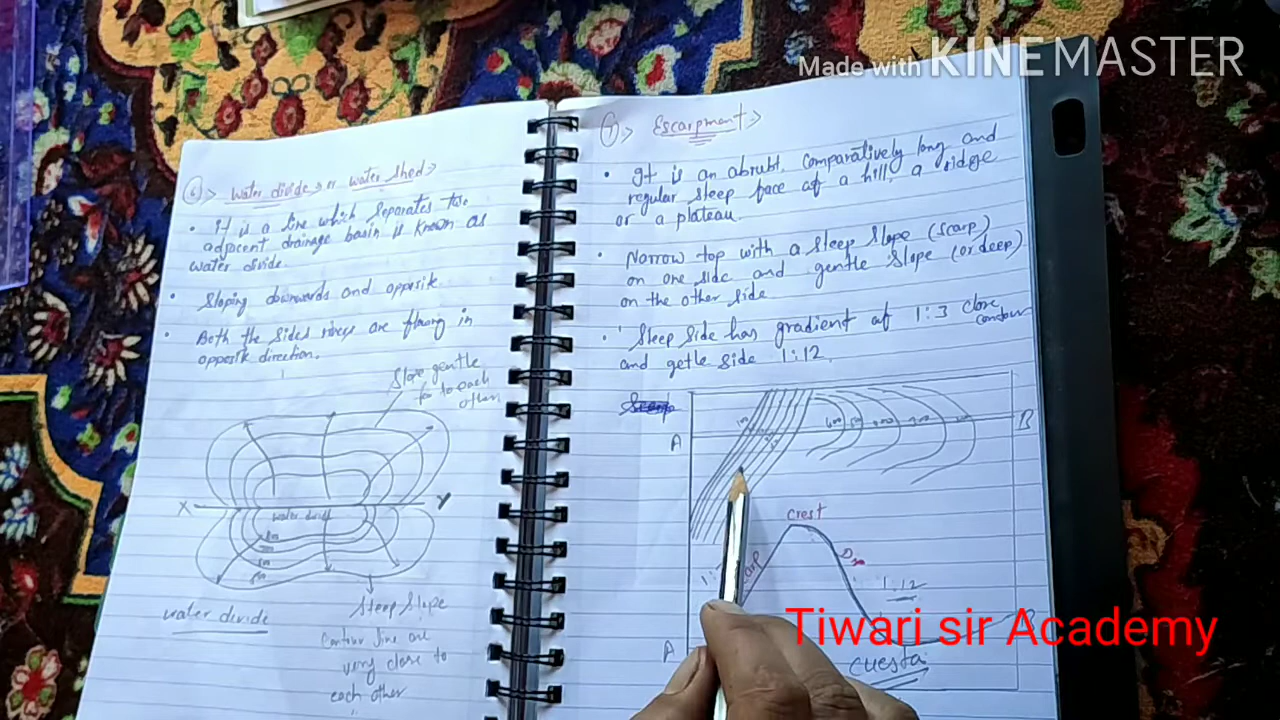 Made with KINEMASTER
6 Water divide or water shed
• It is a line which separates the
adjacent drainage basin is known as
water divide.
• Sloping downwards and opposite
• Both the sides rivers are flowing in
opposite direction.
Slope gentle
to each
other
X
Y
water divide
water divide
Steep slope
contour line are
very close to
each other
7 Escarpment
• It is an abrubt, comparatively long and
regular steep face of a hill, a ridge
or a plateau.
• Narrow top with a steep slope (scarp)
on one side and gentle slope (or deep)
on the other side
• Steep side has gradient of 1:3 close
contour
and getle side 1:12.
A
B
crest
1:12
A
cuesta
Tiwari sir Academy